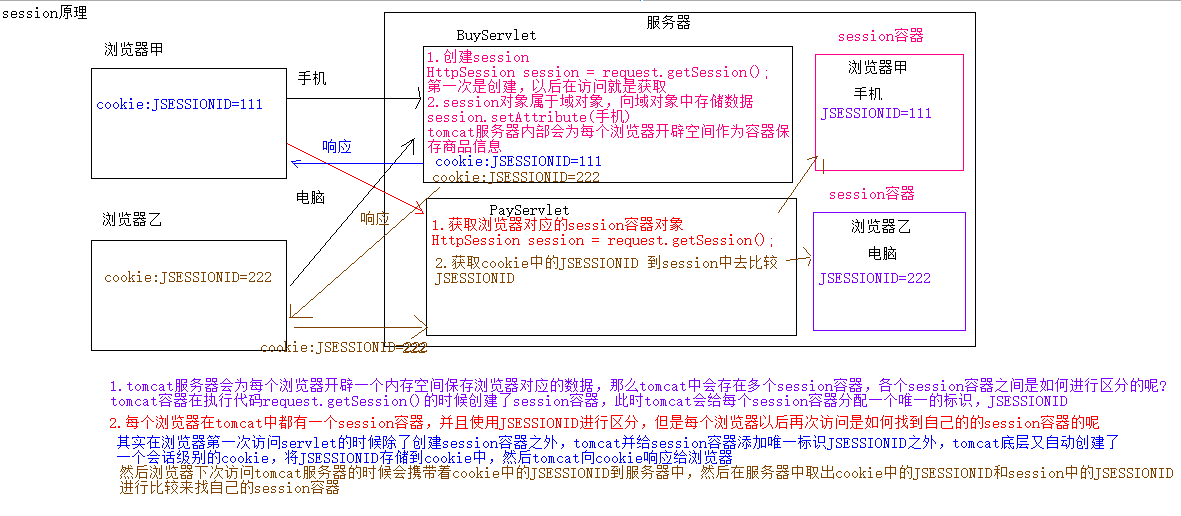 session原理
服务器
浏览器甲
cookie:JSESSIONID=111
手机
BuyServlet
1.创建session
HttpSession session = request.getSession();
第一次是创建，以后在访问就是获取
2.session对象属于域对象，向域对象中存储数据
session.setAttribute(手机)
tomcat服务器内部会为每个浏览器开辟空间作为容器保
存商品信息
cookie:JSESSIONID=111
cookie:JSESSIONID=222
响应
session容器
浏览器甲
手机
JSESSIONID=111
浏览器乙
cookie:JSESSIONID=222
电脑
响应
cookie:JSESSIONID=222
PayServlet
1.获取浏览器对应的session容器对象
HttpSession session = request.getSession();
2.获取cookie中的JSESSIONID 到session中去比较
JSESSIONID
session容器
浏览器乙
电脑
JSESSIONID=222
1.tomcat服务器会为每个浏览器开辟一个内存空间保存浏览器对应的数据，那么tomcat中会存在多个session容器，各个session容器之间是如何进行区分的呢?
tomcat容器在执行代码request.getSession()的时候创建了session容器，此时tomcat会给每个session容器分配一个唯一的标识，JSESSIONID
2.每个浏览器在tomcat中都有一个session容器，并且使用JSESSIONID进行区分，但是每个浏览器以后再次访问是如何找到自己的的session容器的呢
其实在浏览器第一次访问servlet的时候除了创建session容器之外，tomcat并给session容器添加唯一标识JSESSIONID之外，tomcat底层又自动创建了
一个会话级别的cookie，将JSESSIONID存储到cookie中，然后tomcat向cookie响应给浏览器
然后浏览器下次访问tomcat服务器的时候会携带着cookie中的JSESSIONID到服务器中，然后在服务器中取出cookie中的JSESSIONID和session中的JSESSIONID
进行比较来找自己的session容器